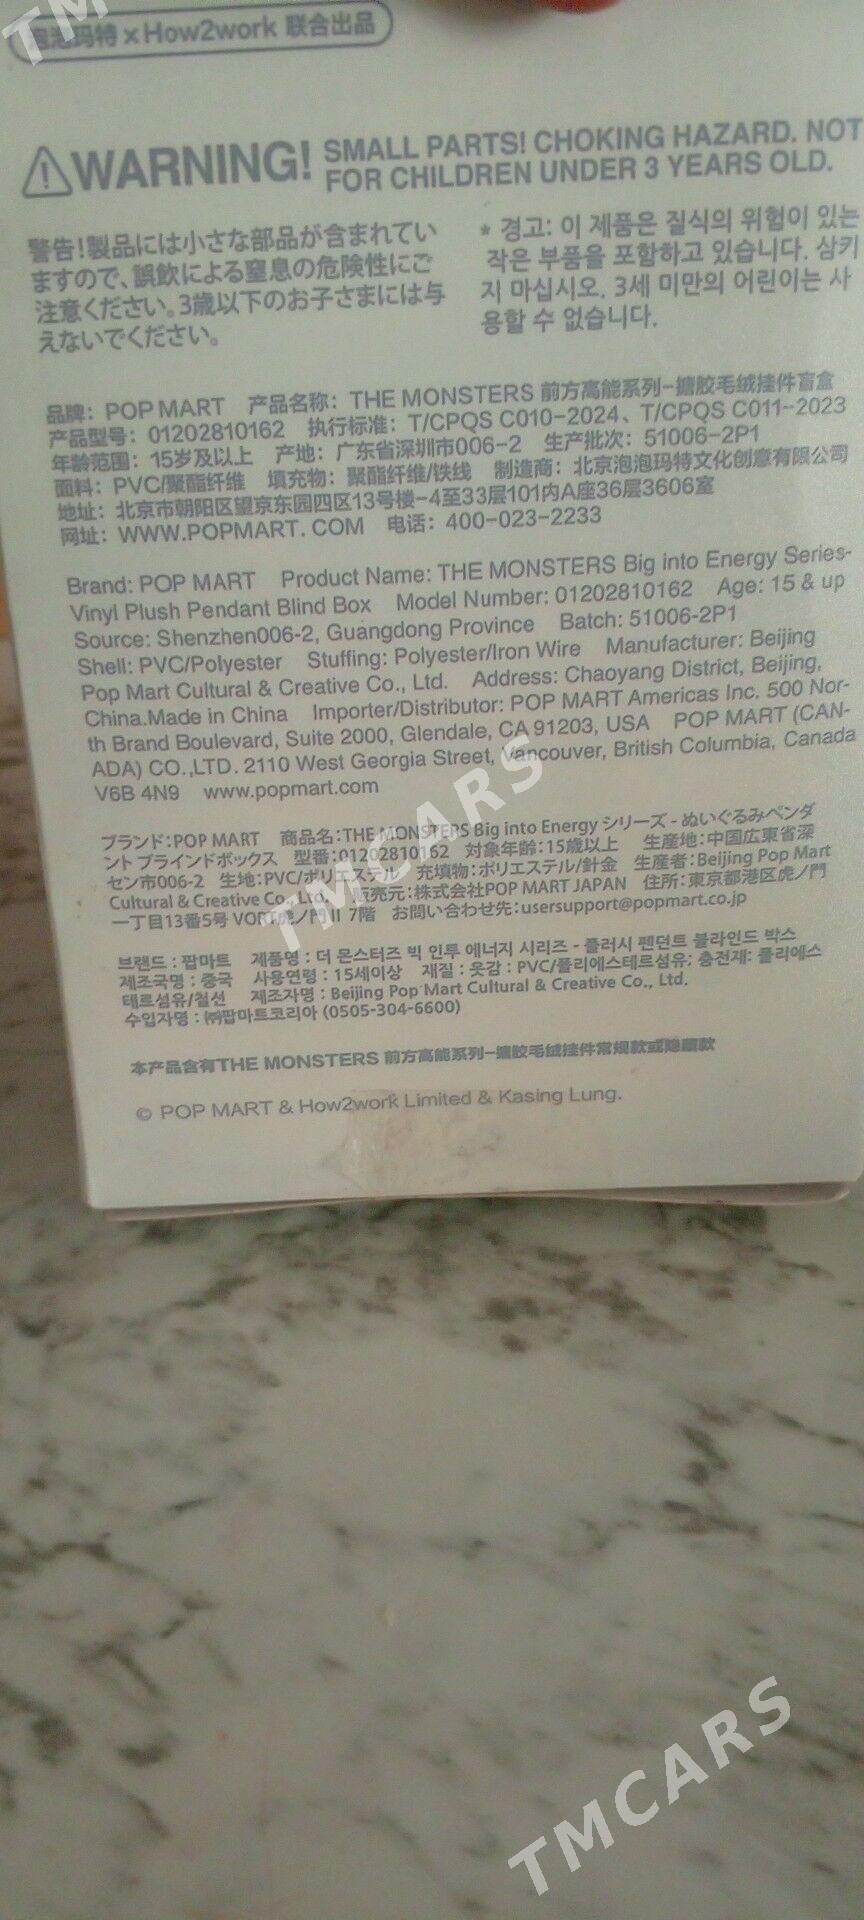 泡泡玛特×How2work 联合出品
WARNING! SMALL PARTS! CHOKING HAZARD. NOT
FOR CHILDREN UNDER 3 YEARS OLD.
警告!製品には小さな部品が含まれてい
ますので、誤飲による窒息の危険性にご
注意ください。3歳以下のお子さまには与
えないでください。
* 경고: 이 제품은 질식의 위험이 있는
작은 부품을 포함하고 있습니다. 삼키
지 마십시오. 3세 미만의 어린이는 사
용할 수 없습니다.
品牌: POP MART 产品名称: THE MONSTERS 前方高能系列-搪胶毛绒挂件盲盒
产品型号: 01202810162 执行标准: T/CPQS C010-2024、T/CPQS C011-2023
年龄范围: 15岁及以上 产地: 广东省深圳市006-2 生产批次: 51006-2P1
面料: PVC/聚酯纤维 填充物: 聚酯纤维/铁线 制造商: 北京泡泡玛特文化创意有限公司
地址: 北京市朝阳区望京东园四区13号楼-4至33层101内A座36层3606室
网址: WWW.POPMART.COM 电话: 400-023-2233
Brand: POP MART Product Name: THE MONSTERS Big into Energy Series-
Vinyl Plush Pendant Blind Box Model Number: 01202810162 Age: 15 & up
Source: Shenzhen006-2, Guangdong Province Batch: 51006-2P1
Shell: PVC/Polyester Stuffing: Polyester/Iron Wire Manufacturer: Beijing
Pop Mart Cultural & Creative Co., Ltd. Address: Chaoyang District, Beijing,
China.Made in China Importer/Distributor: POP MART Americas Inc. 500 Nor-
th Brand Boulevard, Suite 2000, Glendale, CA 91203, USA POP MART (CAN-
ADA) CO.,LTD. 2110 West Georgia Street, Vancouver, British Columbia, Canada
V6B 4N9 www.popmart.com
ブランド:POP MART 商品名:THE MONSTERS Big into Energy シリーズ - ぬいぐるみペンダ
ント ブラインドボックス 型番:01202810162 対象年齢:15歳以上 生産地:中国広東省深
セン市006-2 生地:PVC/ポリエステル 充填物:ポリエステル/針金 生産者:Beijing Pop Mart
Cultural & Creative Co., Ltd. 販売元:株式会社POP MART JAPAN 住所:東京都港区虎ノ門
一丁目13番5号 VORT虎ノ門 II 7階 お問い合わせ先:usersupport@popmart.co.jp
브랜드 : 팝마트 제품명 : 더 몬스터즈 빅 인투 에너지 시리즈 - 플러시 펜던트 블라인드 박스
제조국명 : 중국 사용연령 : 15세이상 재질 : 옷감 : PVC/폴리에스테르섬유; 충전재: 폴리에스
테르섬유/철선 제조자명 : Beijing Pop Mart Cultural & Creative Co., Ltd.
수입자명 : ㈜팝마트코리아 (0505-304-6600)
本产品含有THE MONSTERS 前方高能系列-搪胶毛绒挂件常规款或隐藏款
© POP MART & How2work Limited & Kasing Lung.
TMCARS
TMCARS